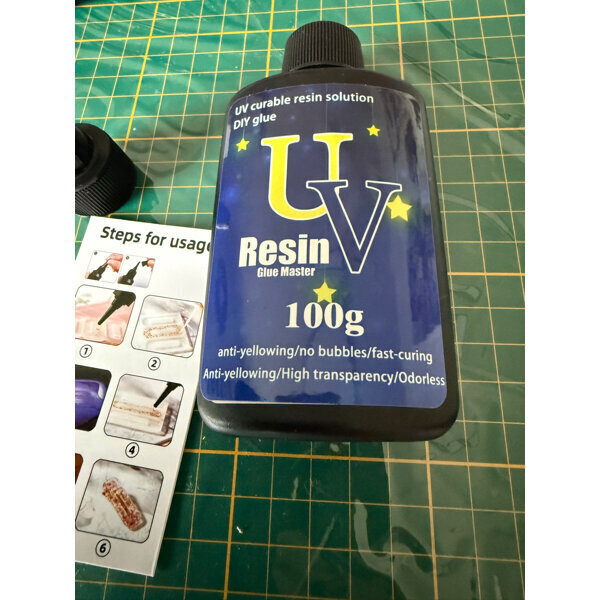 UV curable resin solution
DIY glue
UV
Resin
Glue Master
100g
anti-yellowing/no bubbles/fast-curing
Anti-yellowing/High transparency/Odorless
Steps for usage
1
2
4
6